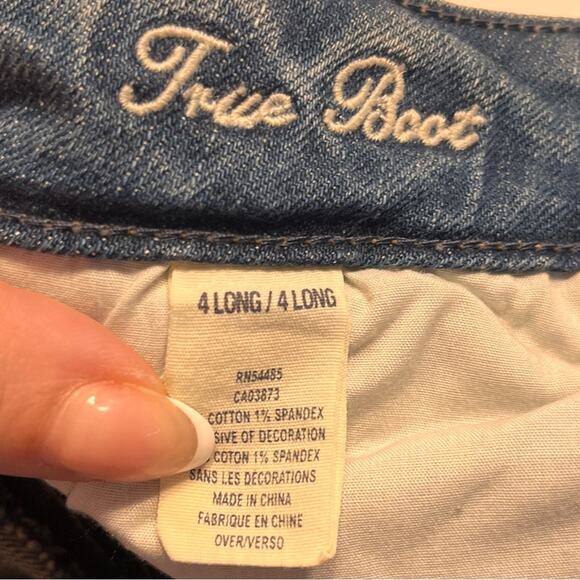 True Boot
4 LONG / 4 LONG
RN54485
CA03873
COTTON 1% SPANDEX
SIVE OF DECORATION
COTON 1% SPANDEX
SANS LES DÉCORATIONS
MADE IN CHINA
FABRIQUE EN CHINE
OVER/VERSO